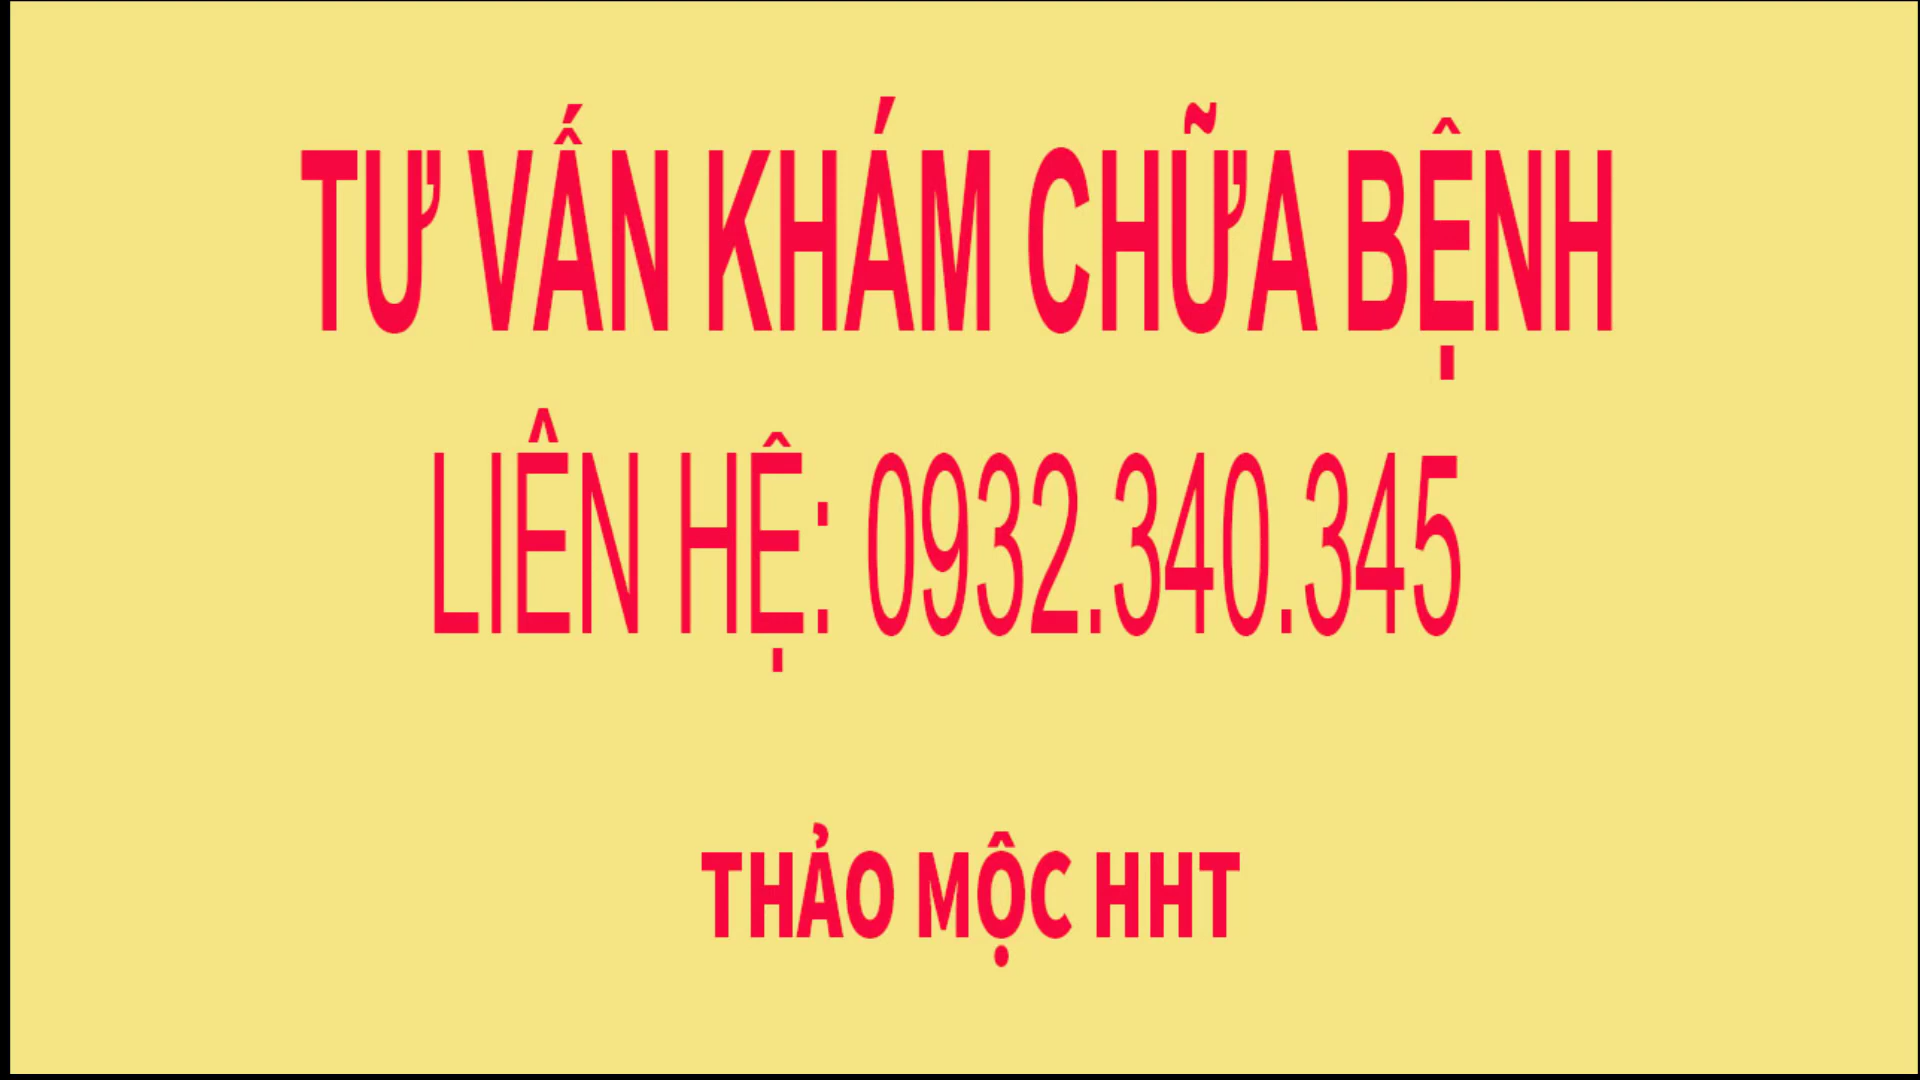 TƯ VẤN KHÁM CHỮA BỆNH
LIÊN HỆ: 0932.340.345
THẢO MỘC HHT